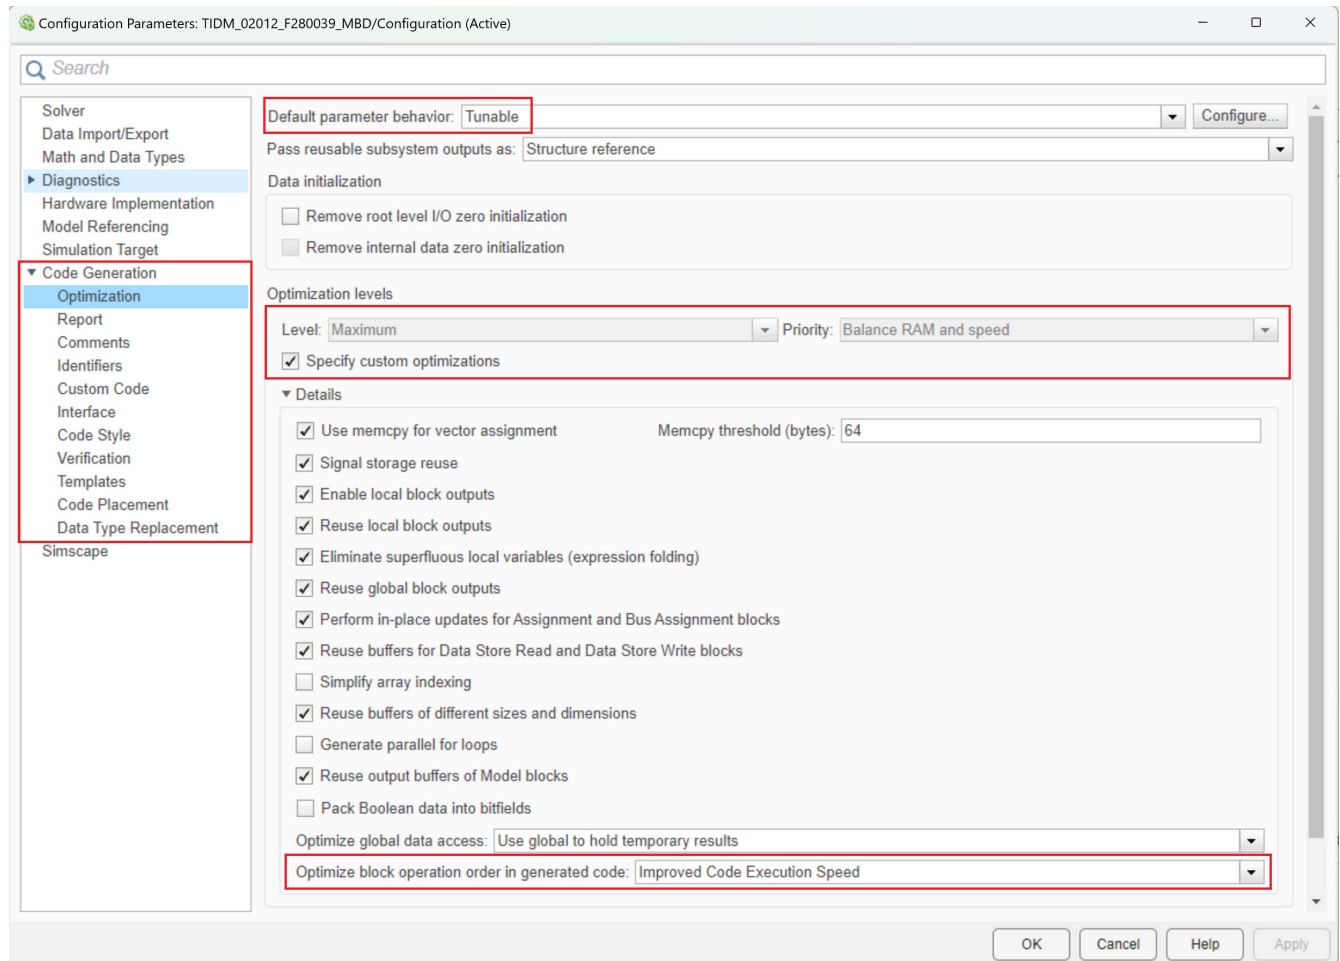 Configuration Parameters: TIDM_02012_F280039_MBD/Configuration (Active)
Search
Solver
Data Import/Export
Math and Data Types
Diagnostics
Hardware Implementation
Model Referencing
Simulation Target
Code Generation
Optimization
Report
Comments
Identifiers
Custom Code
Interface
Code Style
Verification
Templates
Code Placement
Data Type Replacement
Simscape
Default parameter behavior: Tunable Configure...
Pass reusable subsystem outputs as: Structure reference
Data initialization
Remove root level I/O zero initialization
Remove internal data zero initialization
Optimization levels
Level: Maximum Priority: Balance RAM and speed
Specify custom optimizations
Details
Use memcpy for vector assignment Memcpy threshold (bytes): 64
Signal storage reuse
Enable local block outputs
Reuse local block outputs
Eliminate superfluous local variables (expression folding)
Reuse global block outputs
Perform in-place updates for Assignment and Bus Assignment blocks
Reuse buffers for Data Store Read and Data Store Write blocks
Simplify array indexing
Reuse buffers of different sizes and dimensions
Generate parallel for loops
Reuse output buffers of Model blocks
Pack Boolean data into bitfields
Optimize global data access: Use global to hold temporary results
Optimize block operation order in generated code: Improved Code Execution Speed
OK Cancel Help Apply